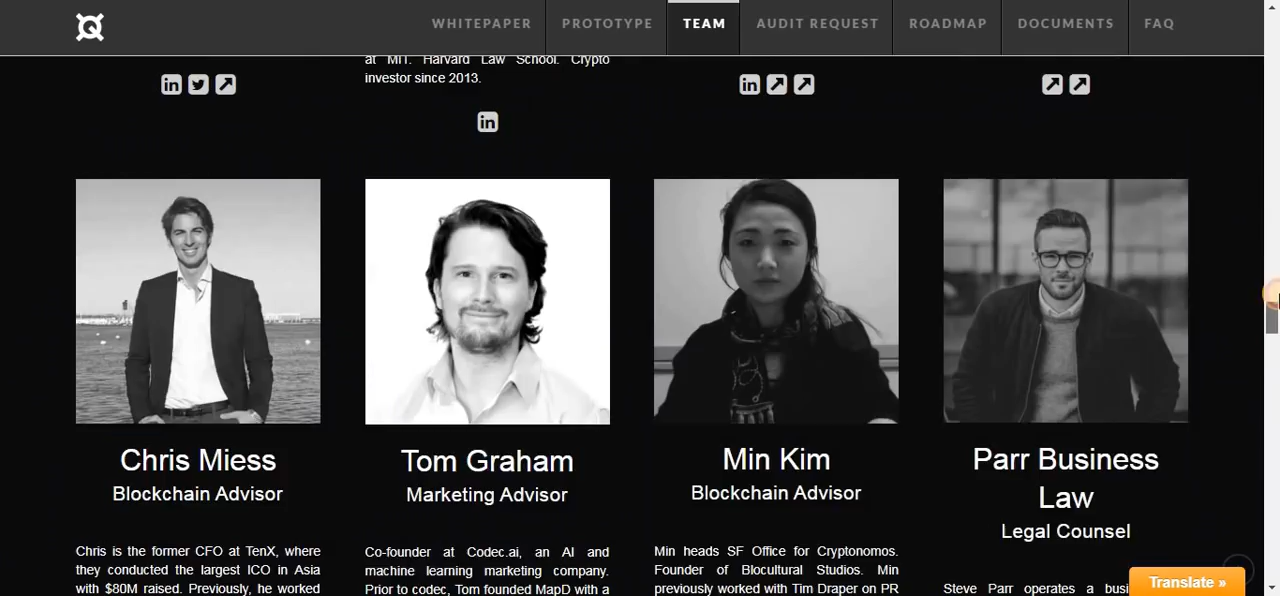 WHITEPAPER PROTOTYPE TEAM AUDIT REQUEST ROADMAP DOCUMENTS FAQ
at MIT. Harvard Law School. Crypto
investor since 2013.
Chris Miess
Blockchain Advisor
Chris is the former CFO at TenX, where
they conducted the largest ICO in Asia
with $80M raised. Previously, he worked
Tom Graham
Marketing Advisor
Co-founder at Codec.ai, an AI and
machine learning marketing company.
Prior to codec, Tom founded MapD with a
Min Kim
Blockchain Advisor
Min heads SF Office for Cryptonomos.
Founder of Blocultural Studios. Min
previously worked with Tim Draper on PR
Parr Business
Law
Legal Counsel
Steve Parr operates a busi
Translate »